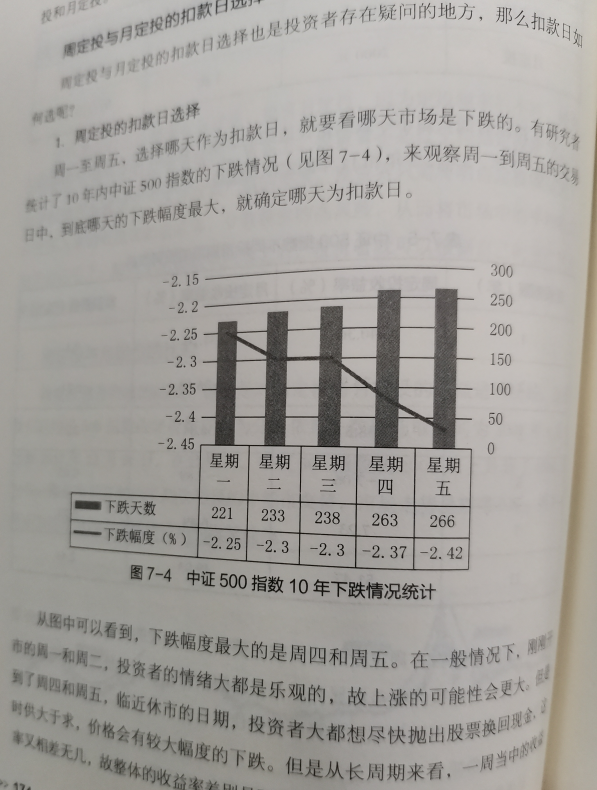 投和月定投
周定投与月定投的扣款日选择
周定投与月定投的扣款日选择也是投资者存在疑问的地方，那么扣款日如
何选呢？
1. 周定投的扣款日选择
周一至周五，选择哪天作为扣款日，就要看哪天市场是下跌的。有研究者
统计了10年内中证500指数的下跌情况（见图7-4），来观察周一到周五的交易
日中，到底哪天的下跌幅度最大，就确定哪天为扣款日。
-2.15 300
-2.2 250
-2.25 200
-2.3 150
-2.35 100
-2.4 50
-2.45 0
星期一 星期二 星期三 星期四 星期五
下跌天数 221 233 238 263 266
下跌幅度（%） -2.25 -2.3 -2.3 -2.37 -2.42
图7-4 中证500指数10年下跌情况统计
从图中可以看到，下跌幅度最大的是周四和周五。在一般情况下，刚刚开
市的周一和周二，投资者的情绪大都是乐观的，故上涨的可能性会更大。但是
到了周四和周五，临近休市的日期，投资者大都想尽快抛出股票换回现金，这
时供大于求，价格会有较大幅度的下跌。但是从长周期来看，一周当中的收益
率又相差无几，故整体的收益率差别
174